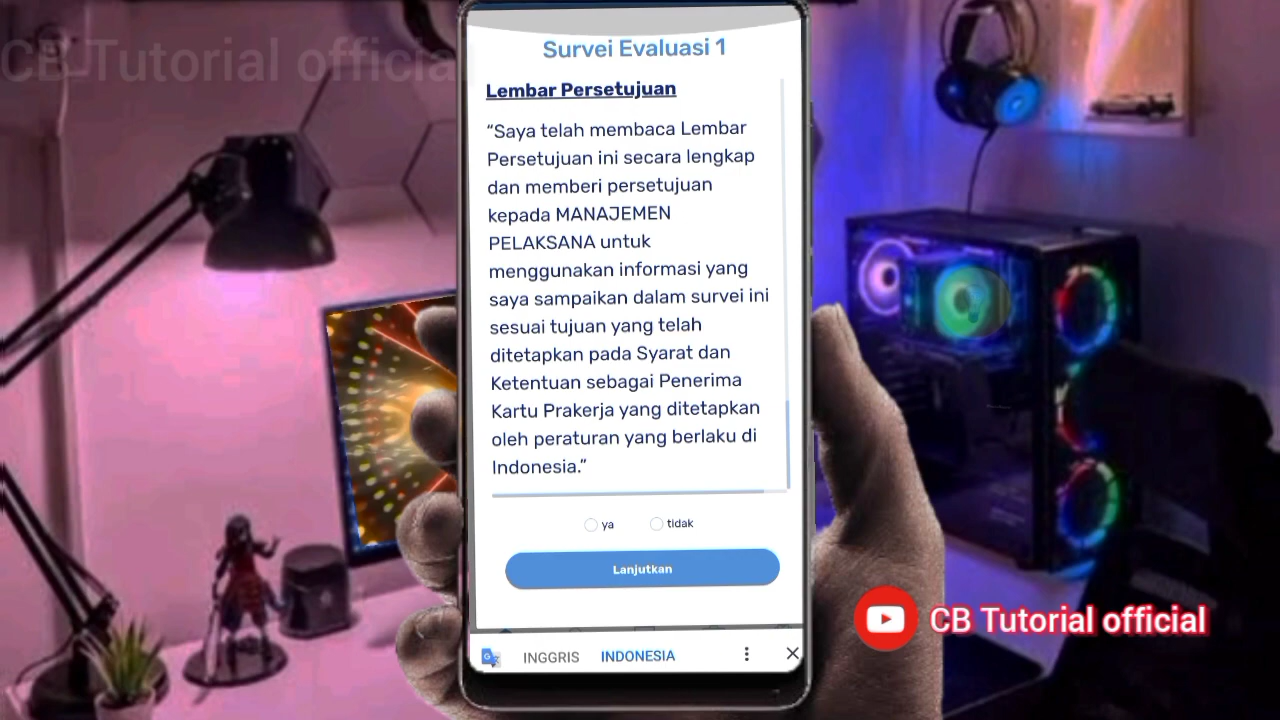 CB Tutorial official
Survei Evaluasi 1
Lembar Persetujuan
“Saya telah membaca Lembar
Persetujuan ini secara lengkap
dan memberi persetujuan
kepada MANAJEMEN
PELAKSANA untuk
menggunakan informasi yang
saya sampaikan dalam survei ini
sesuai tujuan yang telah
ditetapkan pada Syarat dan
Ketentuan sebagai Penerima
Kartu Prakerja yang ditetapkan
oleh peraturan yang berlaku di
Indonesia.”
ya tidak
Lanjutkan
INGGRIS INDONESIA
CB Tutorial official